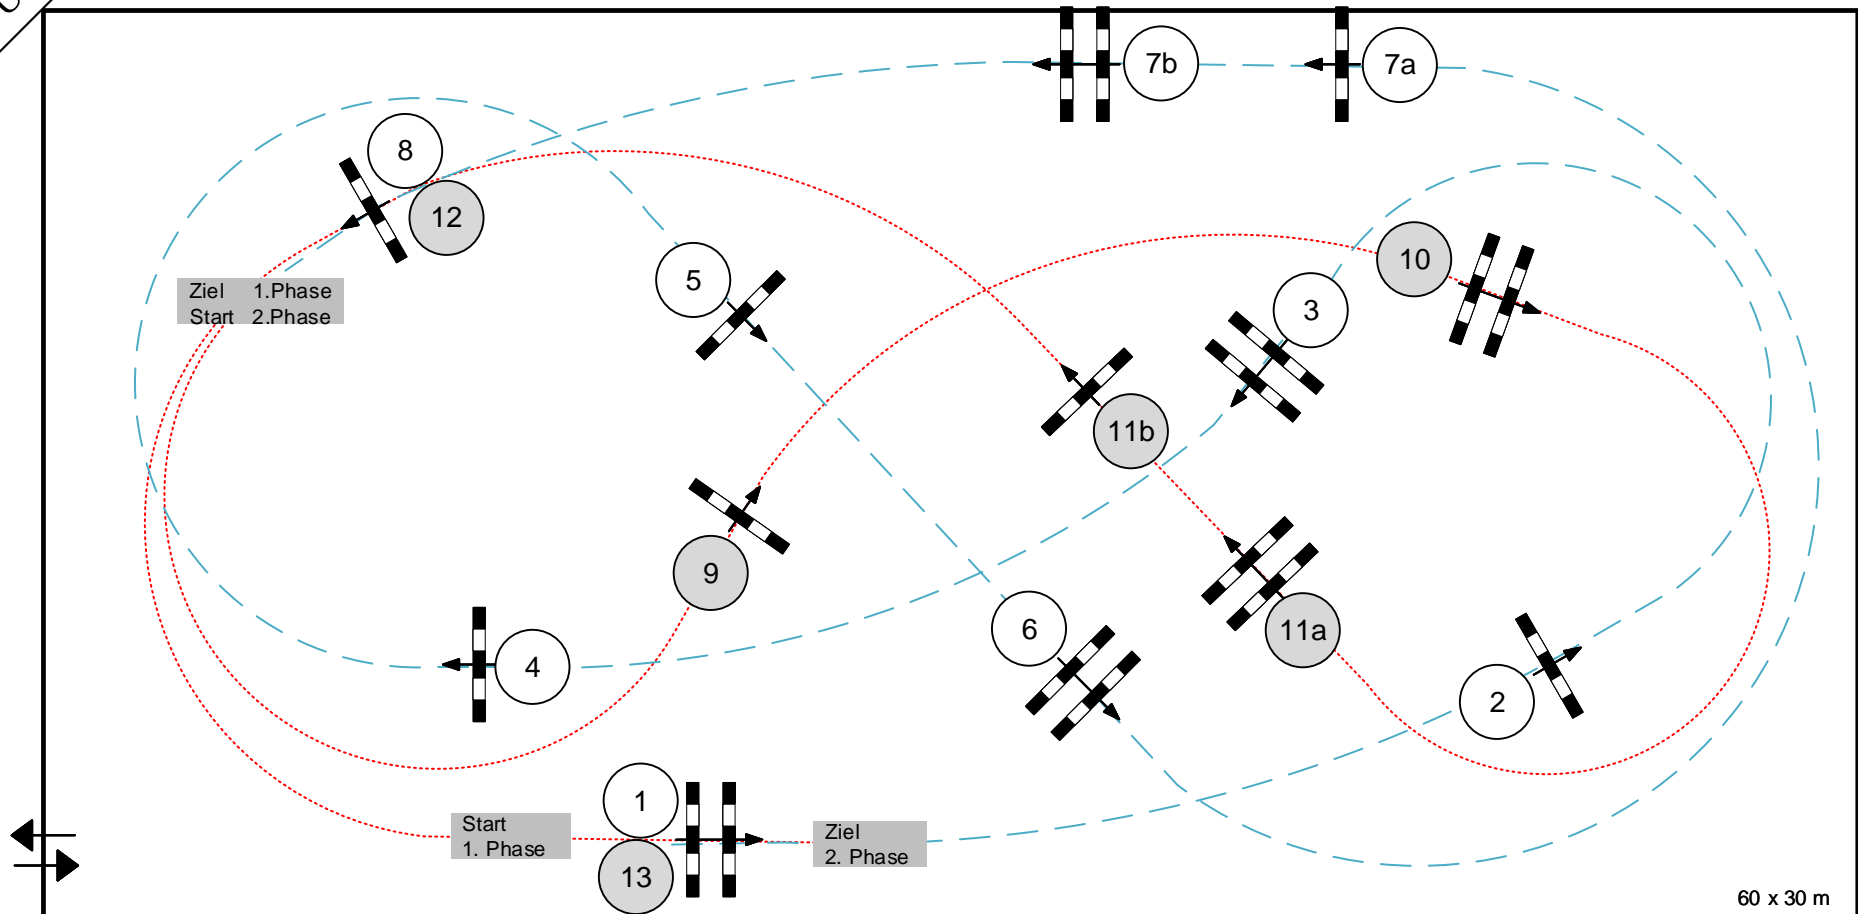 7b
7a
8
12
10
5
3
Ziel 1.Phase
Start 2.Phase
11b
9
6
11a
4
2
1
Start
1. Phase
Ziel
2. Phase
13
60 x 30 m